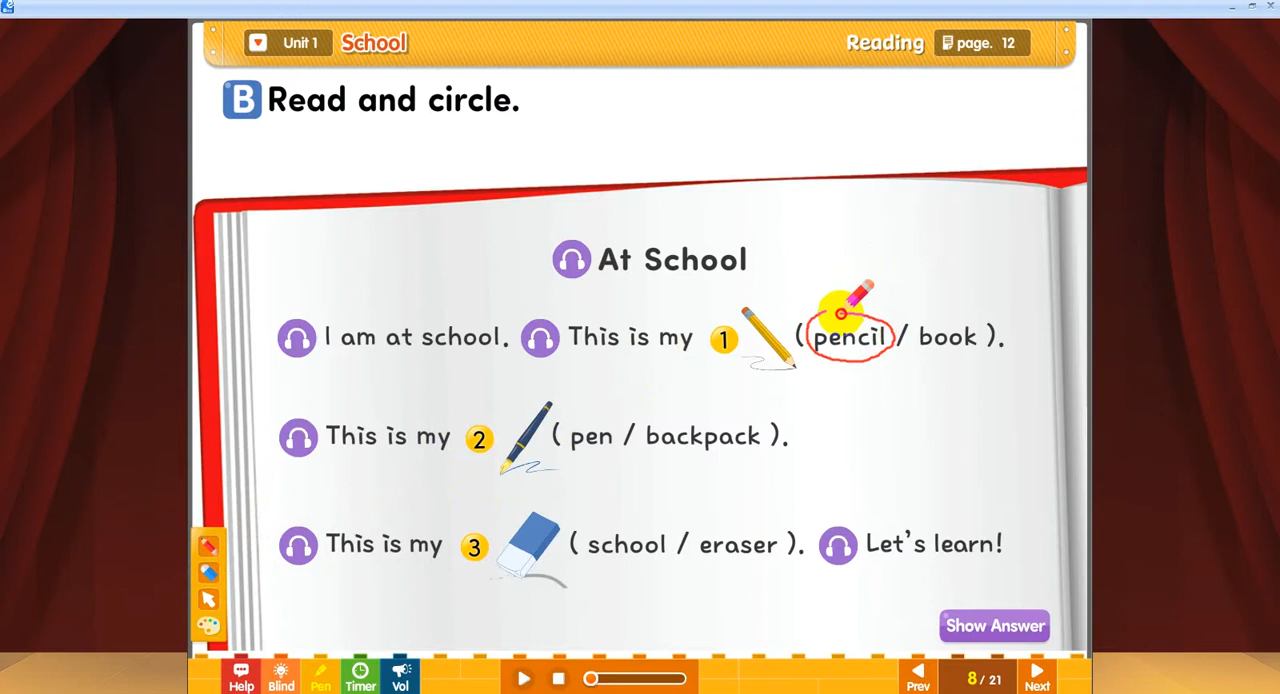 Unit 1 School Reading page. 12
B Read and circle.
At School
I am at school. This is my 1 ( pencil / book ).
This is my 2 ( pen / backpack ).
This is my 3 ( school / eraser ). Let's learn!
Show Answer
Help Blind Pen Timer Vol Prev 8 / 21 Next